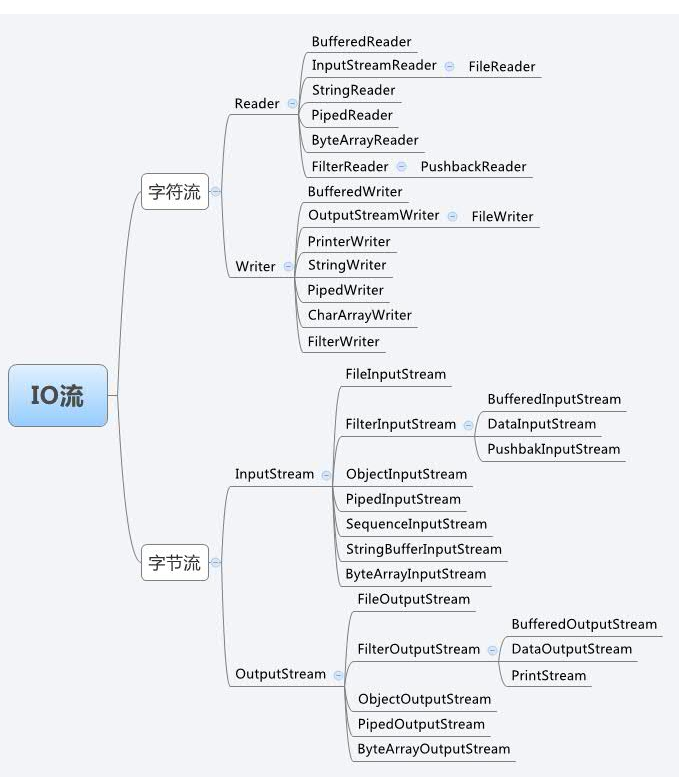 BufferedReader
InputStreamReader FileReader
StringReader
Reader
PipedReader
ByteArrayReader
FilterReader PushbackReader
字符流
BufferedWriter
OutputStreamWriter FileWriter
PrinterWriter
Writer StringWriter
PipedWriter
CharArrayWriter
FilterWriter
IO流
FileInputStream
BufferedInputStream
FilterInputStream DataInputStream
PushbakInputStream
InputStream ObjectInputStream
PipedInputStream
SequenceInputStream
StringBufferInputStream
ByteArrayInputStream
字节流
FileOutputStream
BufferedOutputStream
FilterOutputStream DataOutputStream
PrintStream
OutputStream
ObjectOutputStream
PipedOutputStream
ByteArrayOutputStream